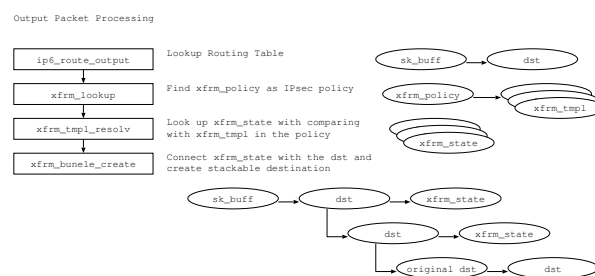 Output Packet Processing
ip6_route_output
Lookup Routing Table
sk_buff
dst
xfrm_lookup
Find xfrm_policy as IPsec policy
xfrm_policy
xfrm_tmpl
xfrm_tmpl_resolv
Look up xfrm_state with comparing
with xfrm_tmpl in the policy
xfrm_state
xfrm_bunele_create
Connect xfrm_state with the dst and
create stackable destination
sk_buff
dst
xfrm_state
dst
xfrm_state
original dst
dst